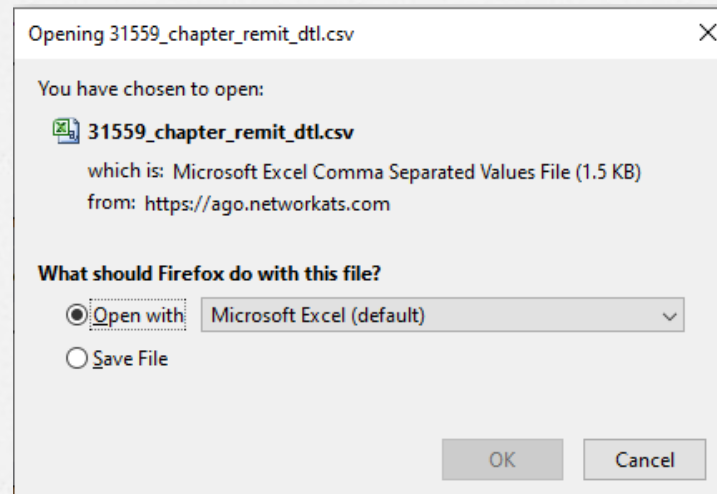 Opening 31559_chapter_remit_dtl.csv
You have chosen to open:
31559_chapter_remit_dtl.csv
which is: Microsoft Excel Comma Separated Values File (1.5 KB)
from: https://ago.networkats.com
What should Firefox do with this file?
Open with Microsoft Excel (default)
Save File
OK Cancel